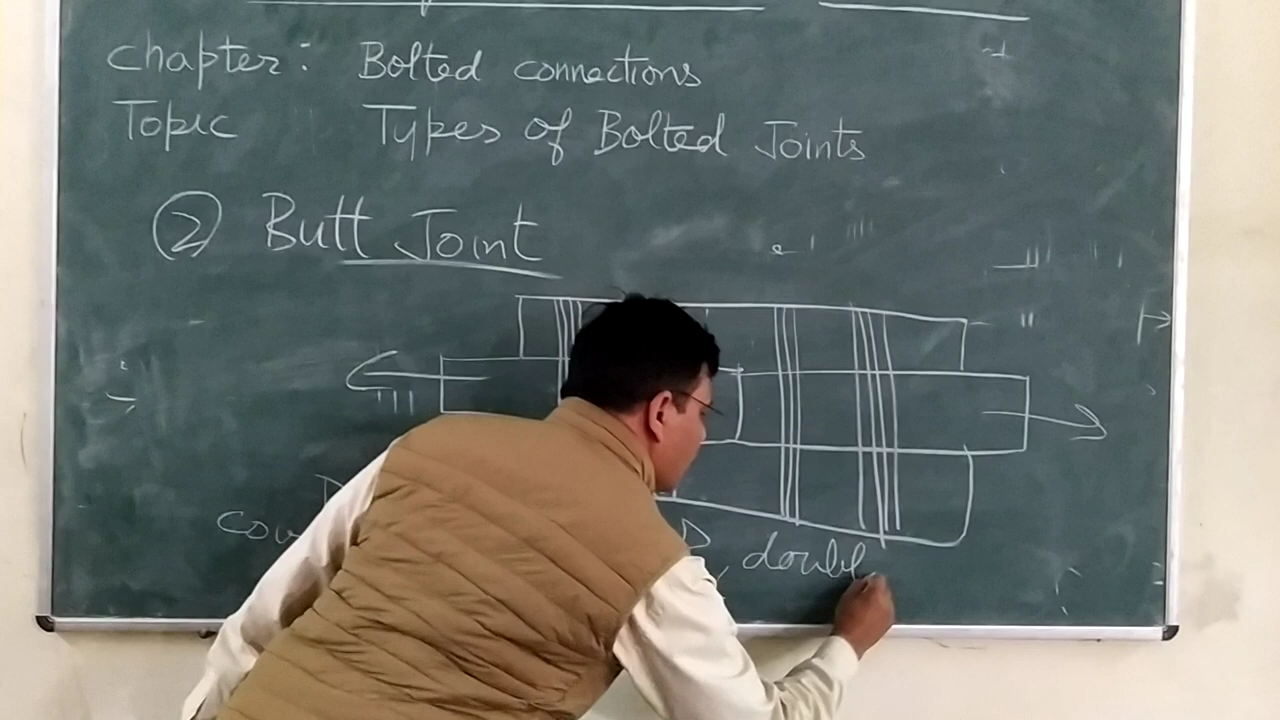 Chapter: Bolted connections
Topic Types of Bolted Joints
② Butt Joint
cov
, doubl